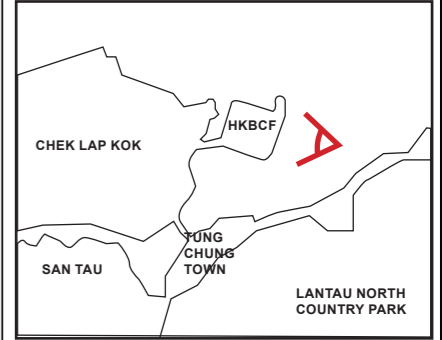 HKBCF
CHEK LAP KOK
TUNG
CHUNG
TOWN
SAN TAU
LANTAU NORTH
COUNTRY PARK